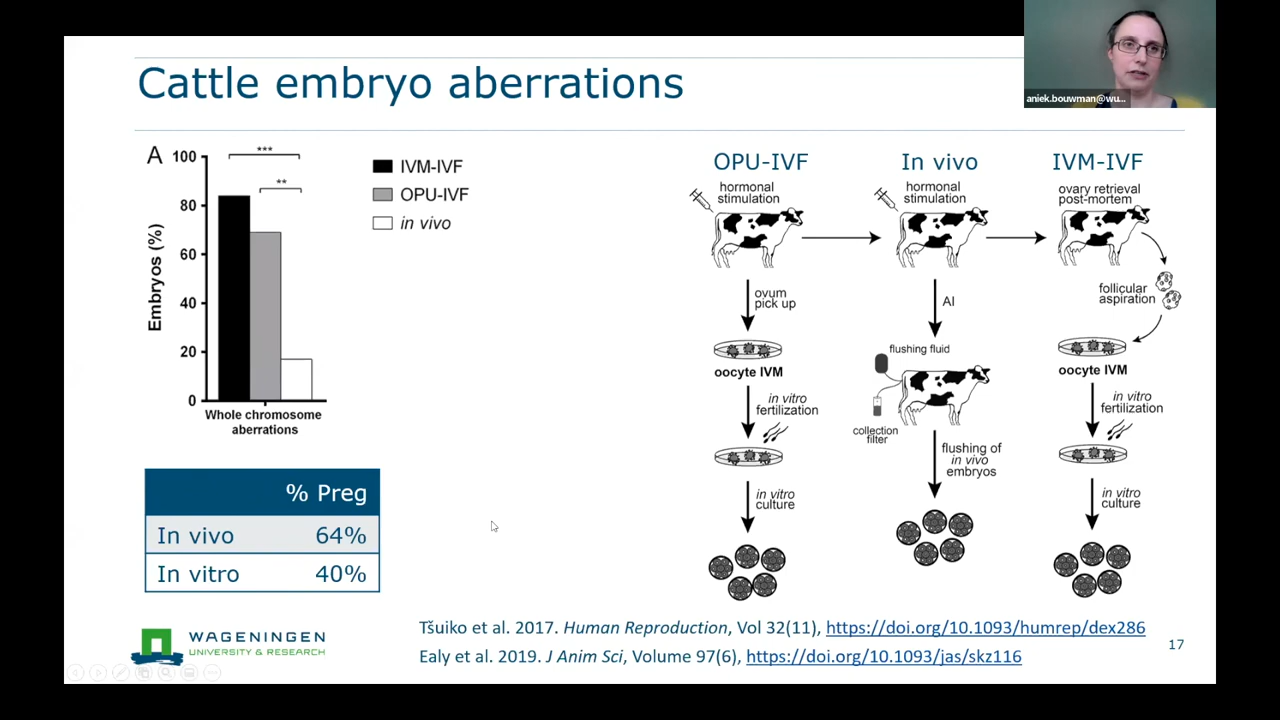 aniek.bouwman@wu...
Cattle embryo aberrations
A
100
80
60
40
20
0
Embryos (%)
***
**
Whole chromosome
aberrations
IVM-IVF
OPU-IVF
in vivo
OPU-IVF
hormonal
stimulation
ovum
pick up
oocyte IVM
in vitro
fertilization
in vitro
culture
In vivo
hormonal
stimulation
AI
flushing fluid
collection
filter
flushing of
in vivo
embryos
IVM-IVF
ovary retrieval
post-mortem
follicular
aspiration
oocyte IVM
in vitro
fertilization
in vitro
culture
% Preg
In vivo 64%
In vitro 40%
WAGENINGEN
UNIVERSITY & RESEARCH
Tšuiko et al. 2017. Human Reproduction, Vol 32(11), https://doi.org/10.1093/humrep/dex286
Ealy et al. 2019. J Anim Sci, Volume 97(6), https://doi.org/10.1093/jas/skz116
17